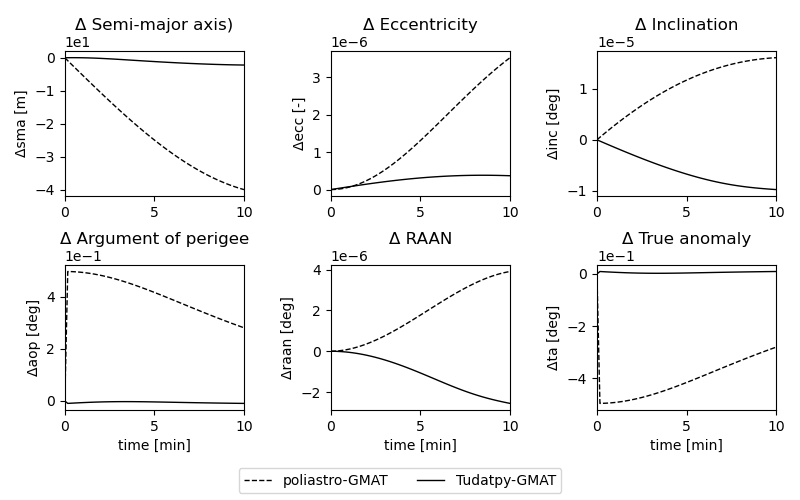 Δ Semi-major axis)
1e1
0
−1
−2
−3
−4
Δsma [m]
0 5 10
Δ Eccentricity
1e−6
3
2
1
0
Δecc [-]
0 5 10
Δ Inclination
1e−5
1
0
−1
Δinc [deg]
0 5 10
Δ Argument of perigee
1e−1
4
2
0
Δaop [deg]
0 5 10
time [min]
Δ RAAN
1e−6
4
2
0
−2
Δraan [deg]
0 5 10
time [min]
Δ True anomaly
1e−1
0
−2
−4
Δta [deg]
0 5 10
time [min]
poliastro-GMAT Tudatpy-GMAT